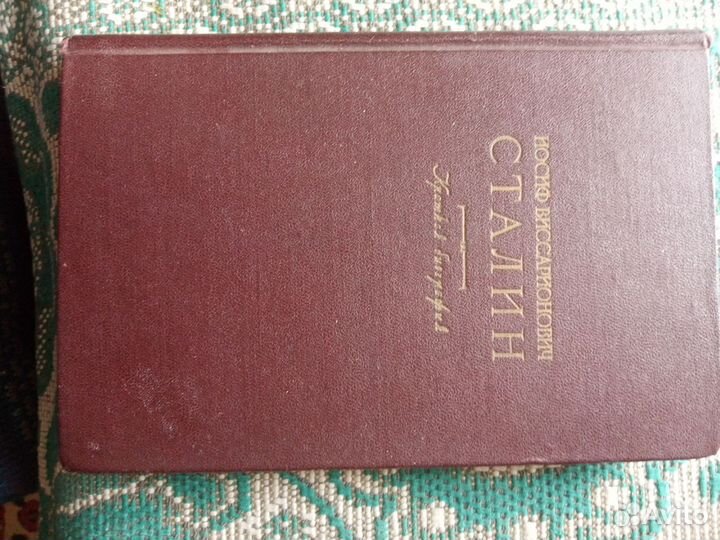 ИОСИФ ВИССАРИОНОВИЧ
СТАЛИН
Краткая биография
Avito